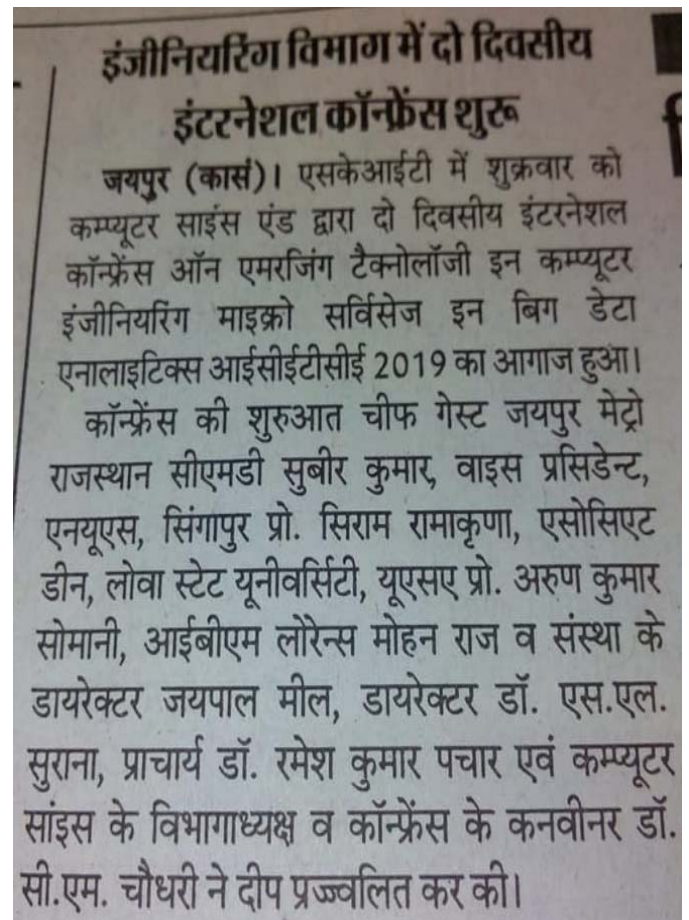 इंजीनियरिंग विमाग में दो दिवसीय
इंटरनेशल कॉन्फ्रेंस शुरू
जयपुर (कासं)। एसकेआईटी में शुक्रवार को
कम्प्यूटर साइंस एंड द्वारा दो दिवसीय इंटरनेशल
कॉन्फ्रेंस ऑन एमरजिंग टैक्नोलॉजी इन कम्प्यूटर
इंजीनियरिंग माइक्रो सर्विसेज इन बिग डेटा
एनालाइटिक्स आईसीईटीसीई 2019 का आगाज हुआ।
कॉन्फ्रेंस की शुरुआत चीफ गेस्ट जयपुर मेट्रो
राजस्थान सीएमडी सुबीर कुमार, वाइस प्रसिडेन्ट,
एनयूएस, सिंगापुर प्रो. सिराम रामाकृणा, एसोसिएट
डीन, लोवा स्टेट यूनीवर्सिटी, यूएसए प्रो. अरुण कुमार
सोमानी, आईबीएम लोरेन्स मोहन राज व संस्था के
डायरेक्टर जयपाल मील, डायरेक्टर डॉ. एस.एल.
सुराना, प्राचार्य डॉ. रमेश कुमार पचार एवं कम्प्यूटर
सांइस के विभागाध्यक्ष व कॉन्फ्रेंस के कनवीनर डॉ.
सी.एम. चौधरी ने दीप प्रज्ज्वलित कर की।